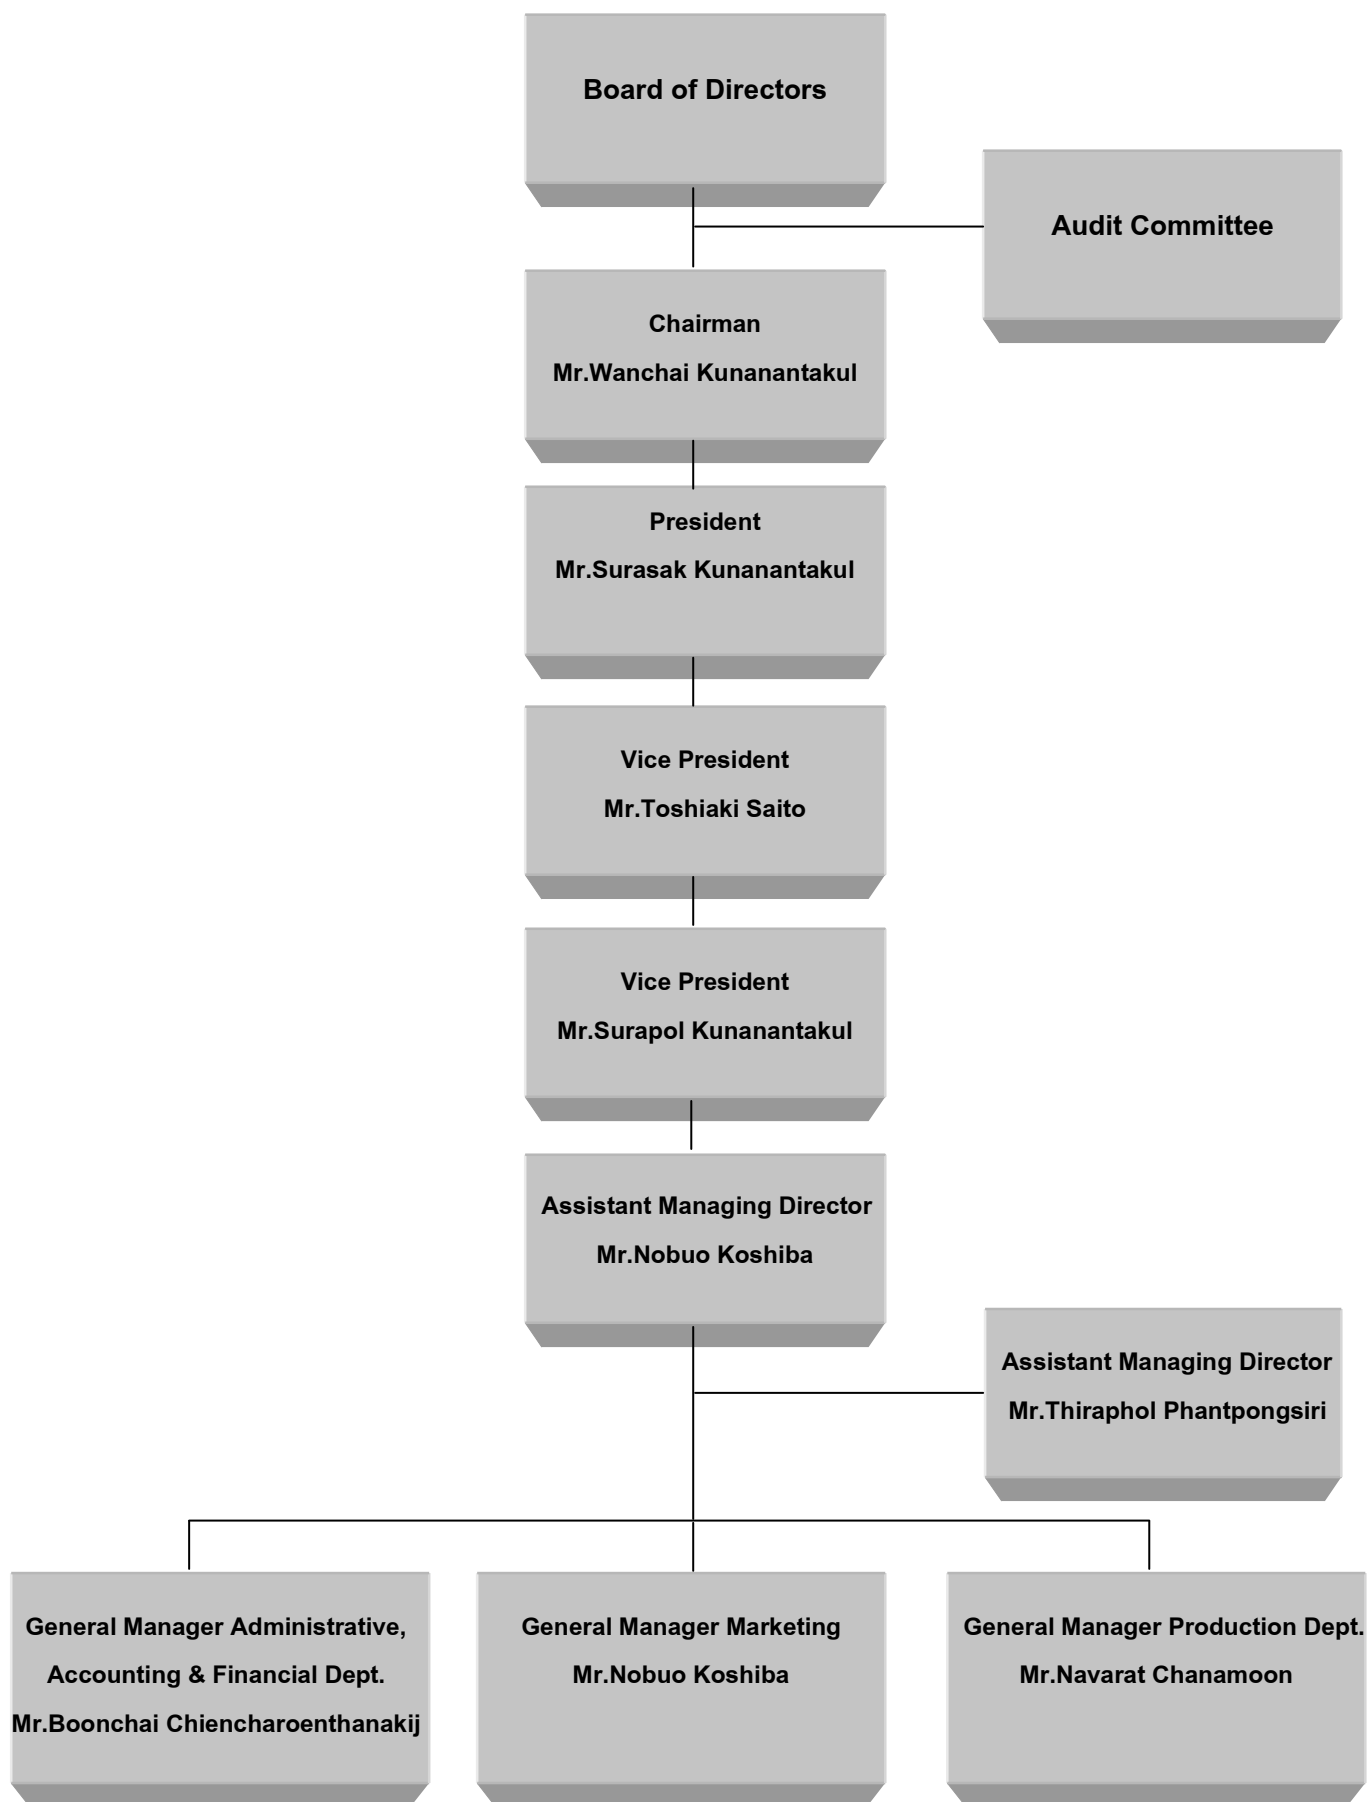 Board of Directors
Audit Committee
Chairman
Mr.Wanchai Kunanantakul
President
Mr.Surasak Kunanantakul
Vice President
Mr.Toshiaki Saito
Vice President
Mr.Surapol Kunanantakul
Assistant Managing Director
Mr.Nobuo Koshiba
Assistant Managing Director
Mr.Thiraphol Phantpongsiri
General Manager Administrative,
Accounting & Financial Dept.
Mr.Boonchai Chiencharoenthanakij
General Manager Marketing
Mr.Nobuo Koshiba
General Manager Production Dept.
Mr.Navarat Chanamoon